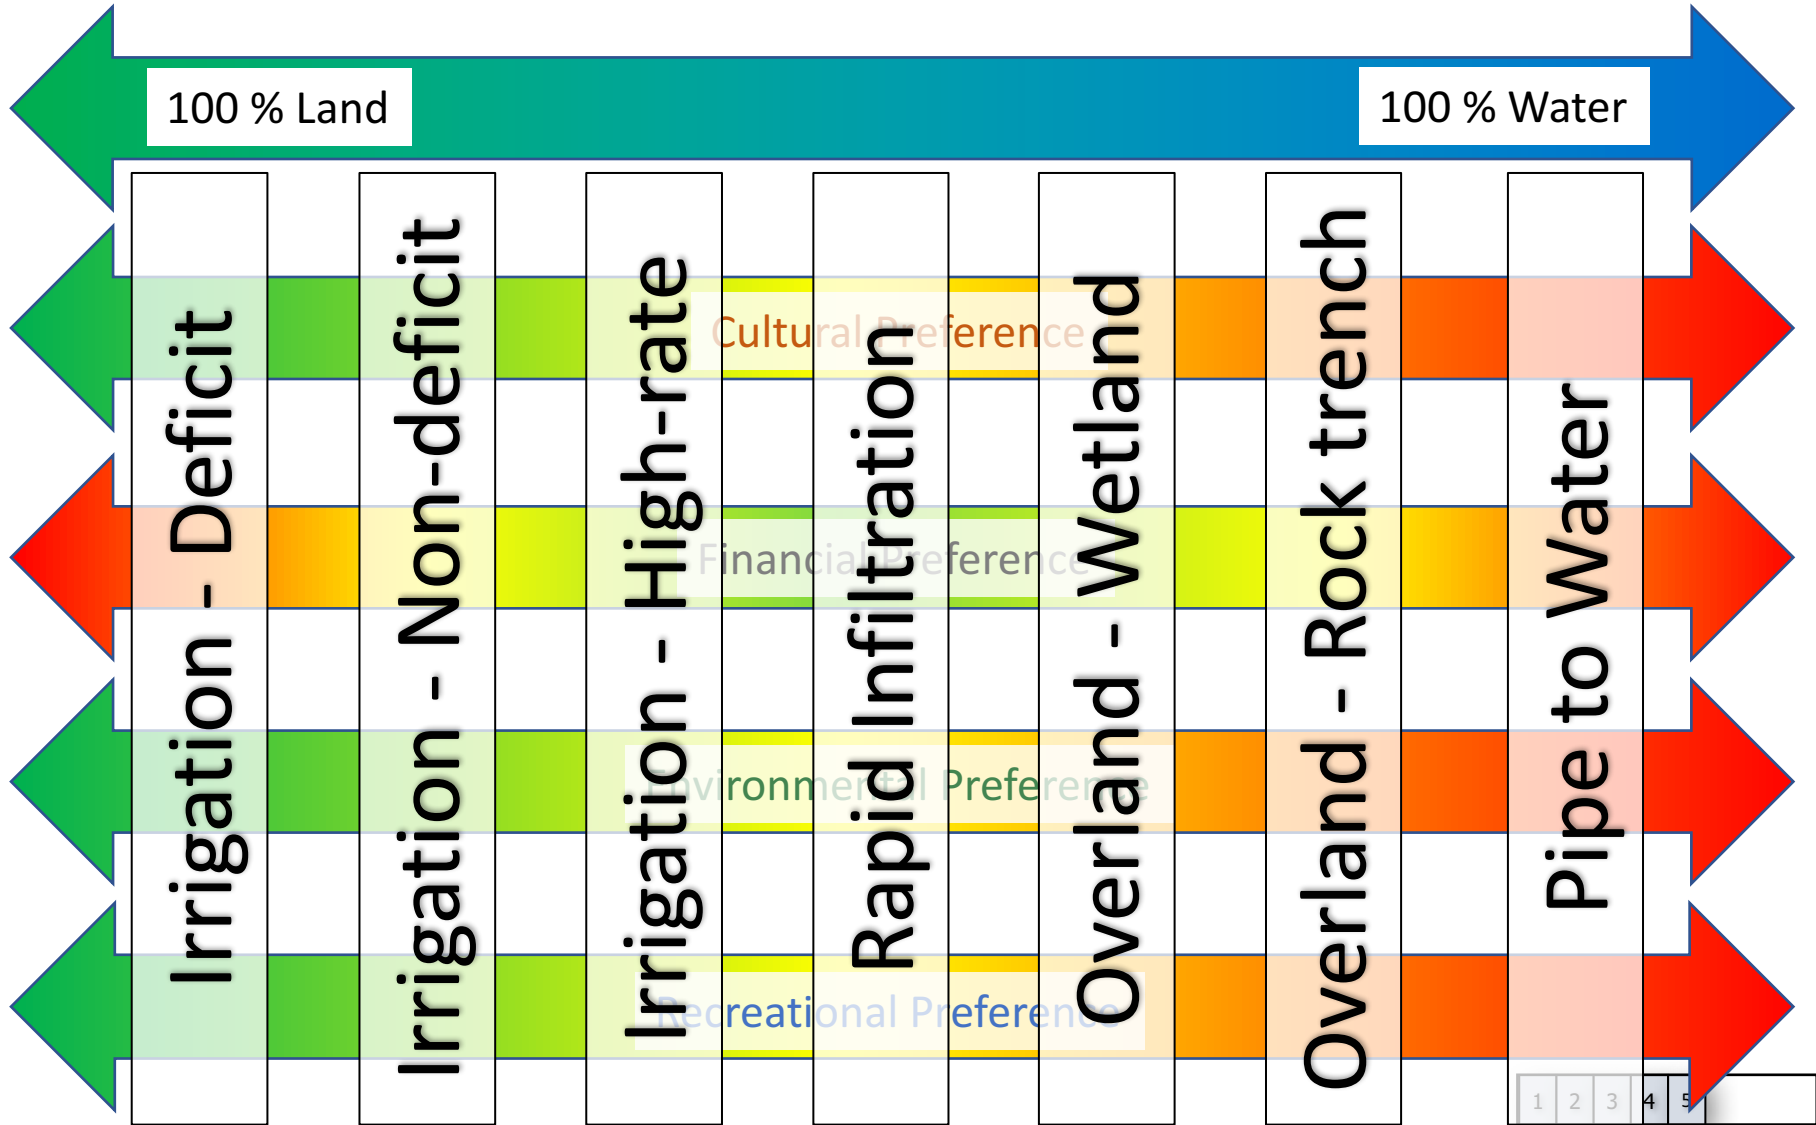 100 % Land
100 % Water
Irrigation - Deficit
Irrigation - Non-deficit
Irrigation - High-rate
Rapid Infiltration
Overland - Wetland
Overland - Rock trench
Pipe to Water
Cultural Preference
Financial Preference
Environmental Preference
Recreational Preference
1 2 3 4 5